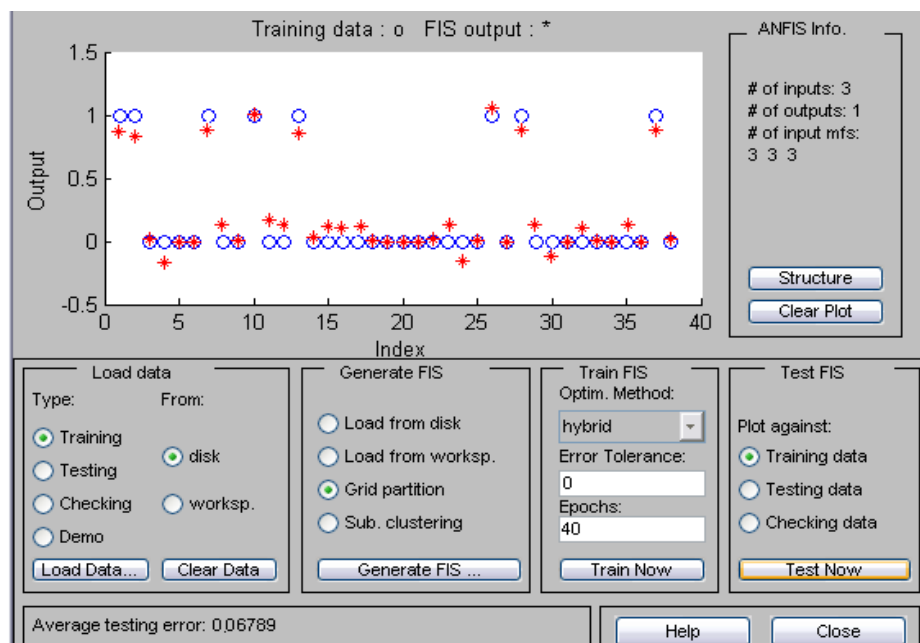 Training data : o   FIS output : *
1.5
1
0.5
0
-0.5
Output
0 5 10 15 20 25 30 35 40
Index
ANFIS Info.
# of inputs: 3
# of outputs: 1
# of input mfs:
3 3 3
Structure
Clear Plot
Load data
Type:
From:
Training
Testing
Checking
Demo
disk
worksp.
Load Data...
Clear Data
Generate FIS
Load from disk
Load from worksp.
Grid partition
Sub. clustering
Generate FIS ...
Train FIS
Optim. Method:
hybrid
Error Tolerance:
0
Epochs:
40
Train Now
Test FIS
Plot against:
Training data
Testing data
Checking data
Test Now
Average testing error: 0,06789
Help
Close